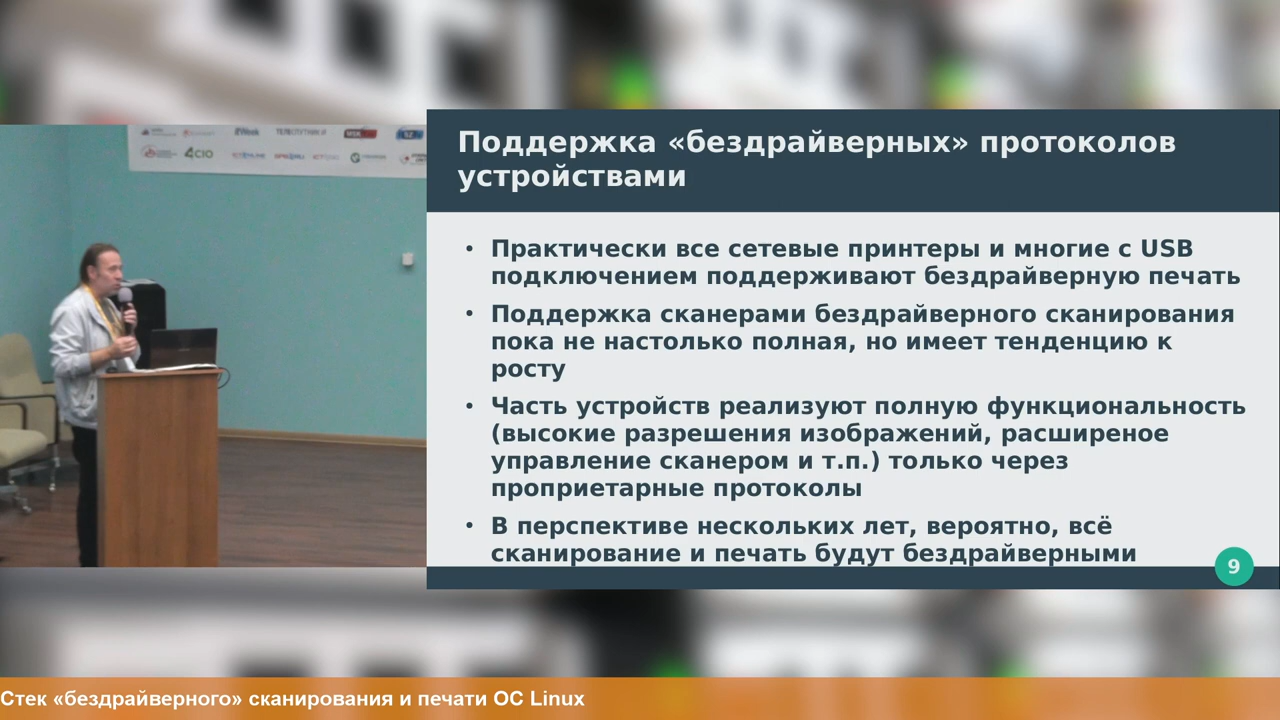 itWeek
ТЕЛЕСПУТНИК
4CIO
Поддержка «бездрайверных» протоколов
устройствами
• Практически все сетевые принтеры и многие с USB
подключением поддерживают бездрайверную печать
• Поддержка сканерами бездрайверного сканирования
пока не настолько полная, но имеет тенденцию к
росту
• Часть устройств реализуют полную функциональность
(высокие разрешения изображений, расширеное
управление сканером и т.п.) только через
проприетарные протоколы
• В перспективе нескольких лет, вероятно, всё
сканирование и печать будут бездрайверными
9
Стек «бездрайверного» сканирования и печати ОС Linux